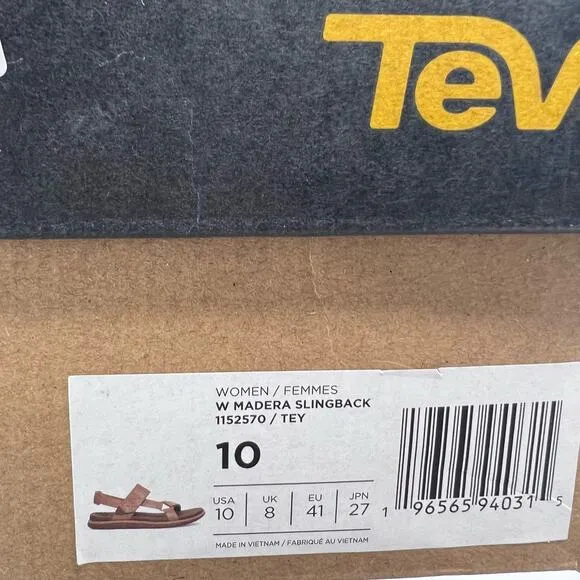 Tev
WOMEN / FEMMES
W MADERA SLINGBACK
1152570 / TEY
10
USA UK EU JPN
10 8 41 27
1 96565 94031 5
MADE IN VIETNAM / FABRIQUÉ AU VIETNAM